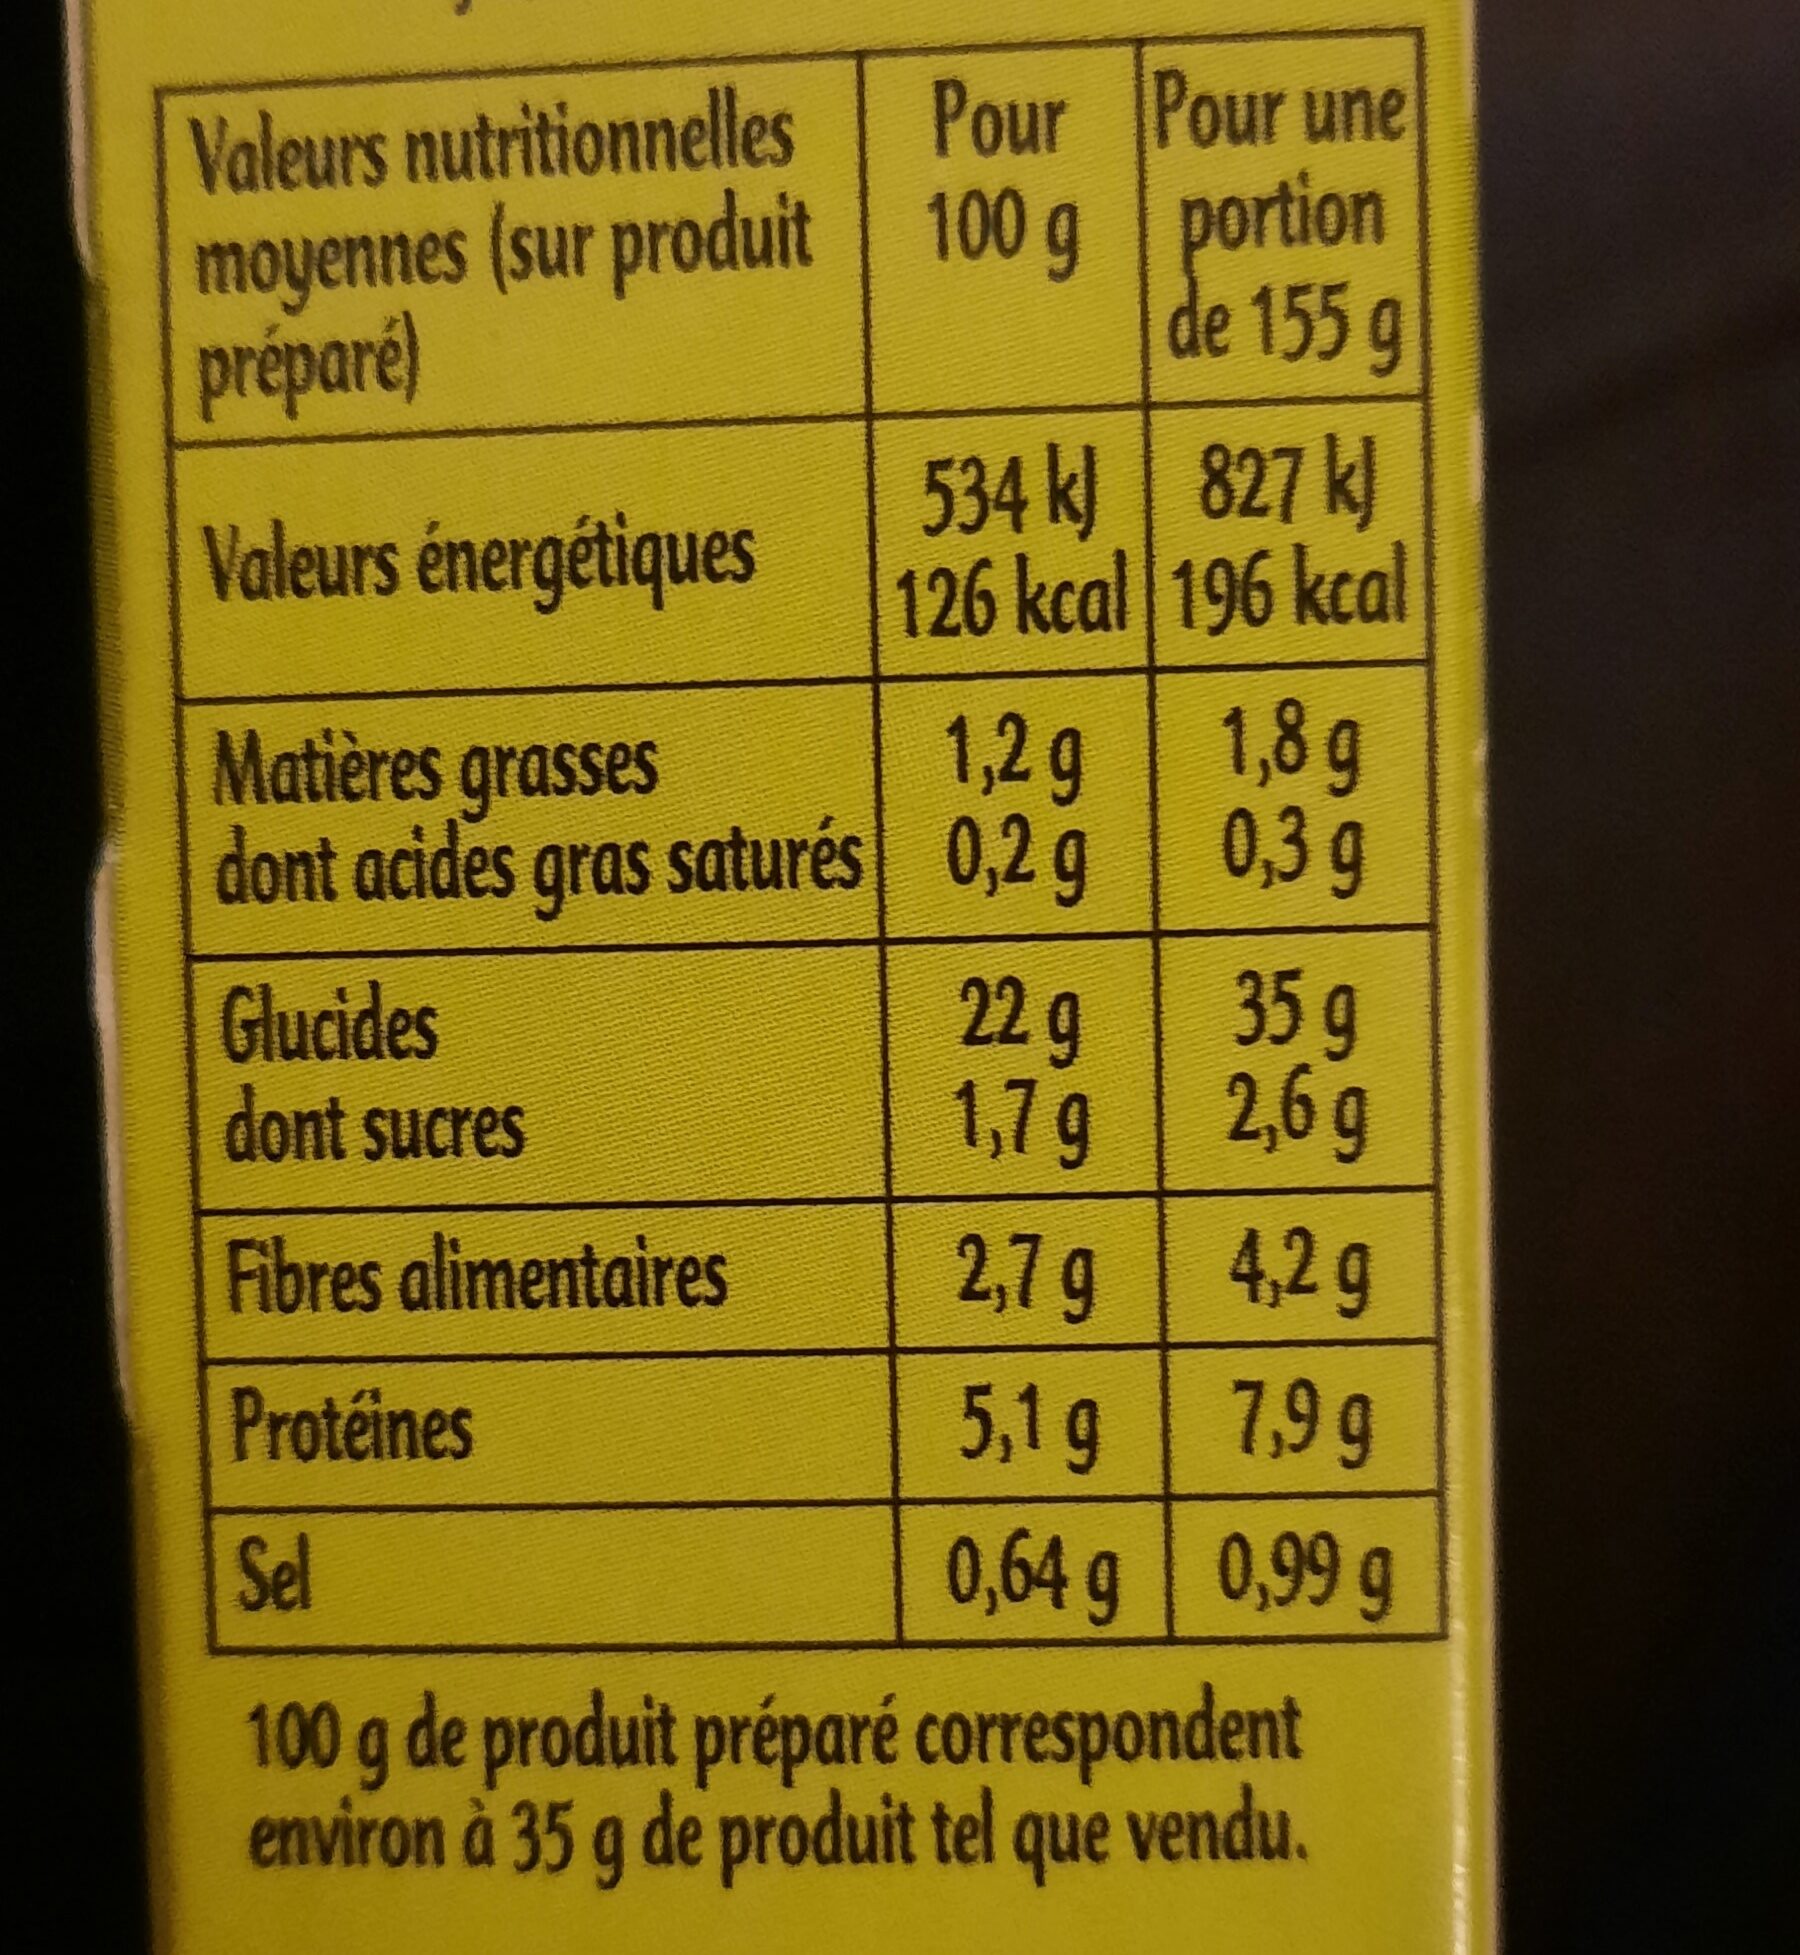 Valeurs nutritionnelles
moyennes (sur produit
préparé)
Pour
100 g
Pour une
portion
de 155 g
Valeurs énergétiques
534 kJ
126 kcal
827 kJ
196 kcal
Matières grasses
dont acides gras saturés
1,2 g
0,2 g
1,8 g
0,3 g
Glucides
dont sucres
22 g
1,7 g
35 g
2,6 g
Fibres alimentaires
2,7 g
4,2 g
Protéines
5,1 g
7,9 g
Sel
0,64 g
0,99 g
100 g de produit préparé correspondent
environ à 35 g de produit tel que vendu.